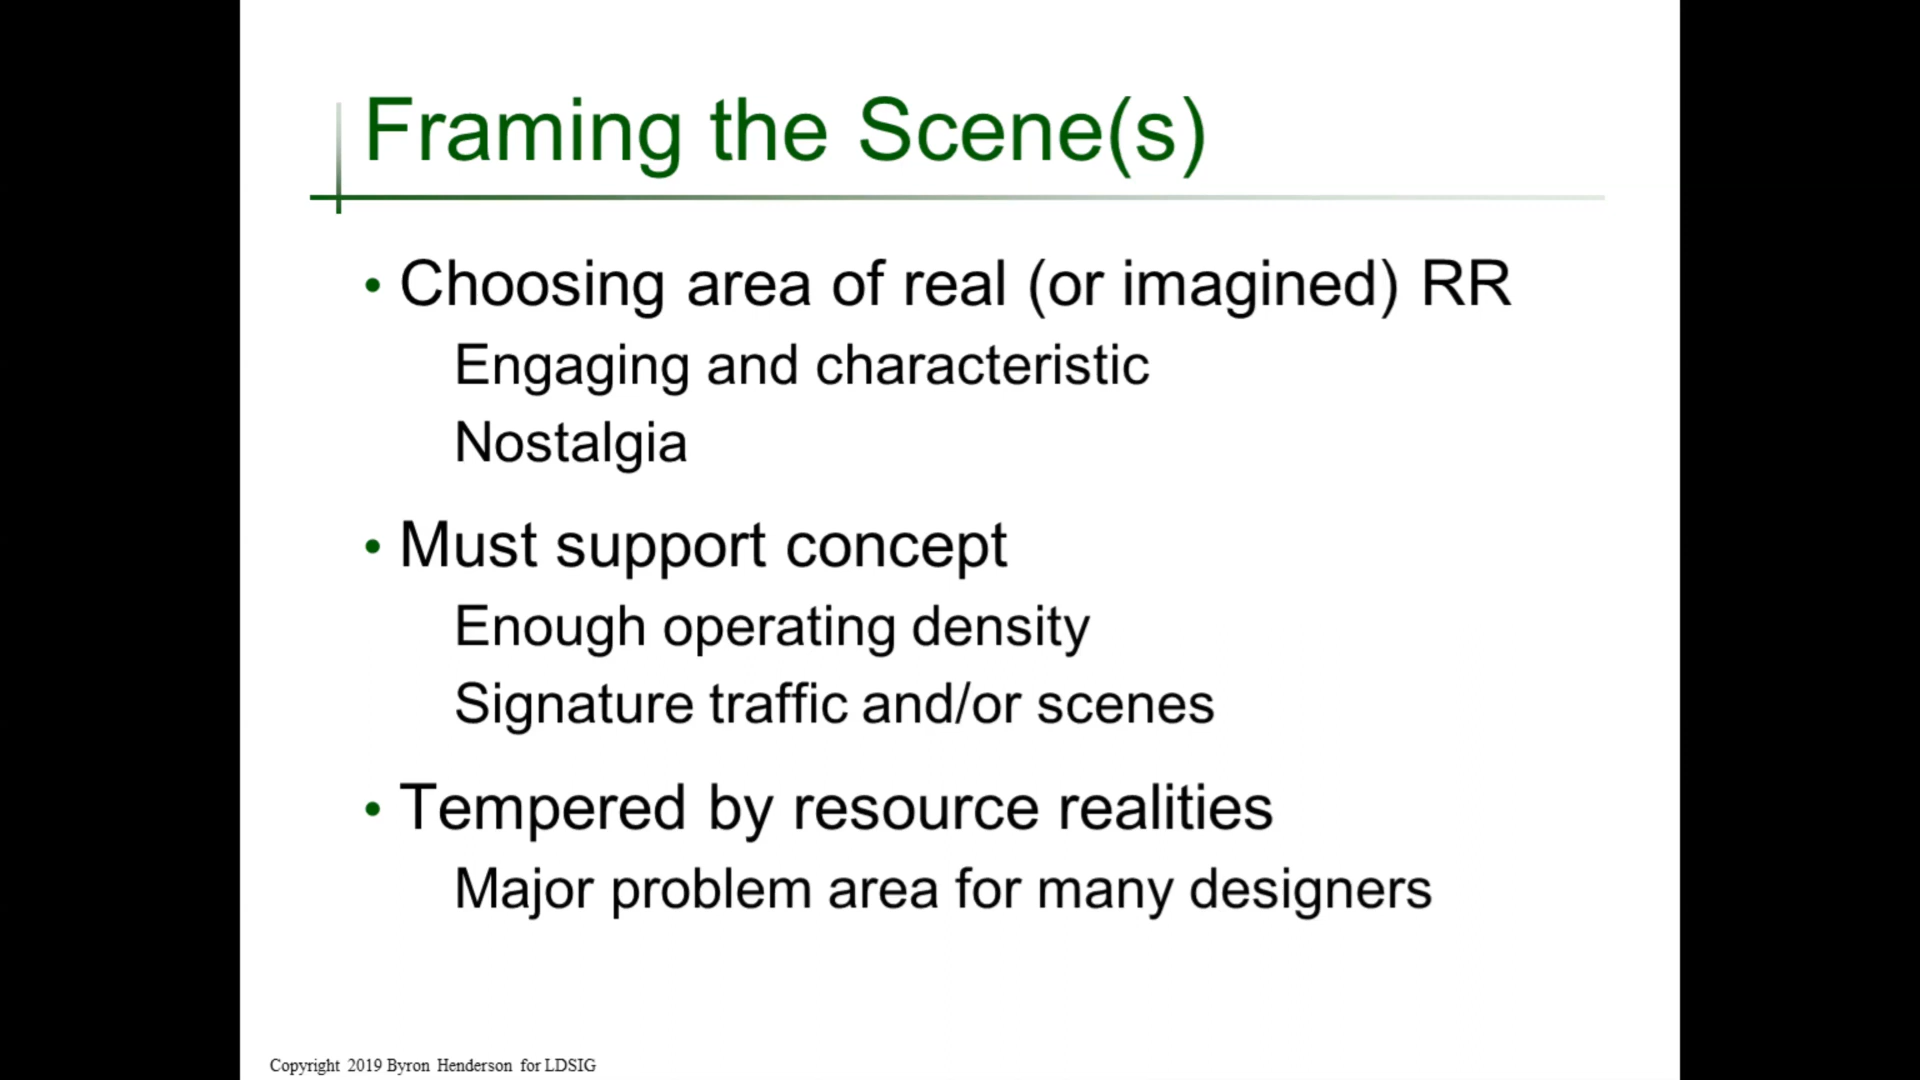 Framing the Scene(s)
• Choosing area of real (or imagined) RR
Engaging and characteristic
Nostalgia
• Must support concept
Enough operating density
Signature traffic and/or scenes
• Tempered by resource realities
Major problem area for many designers
Copyright 2019 Byron Henderson for LDSIG